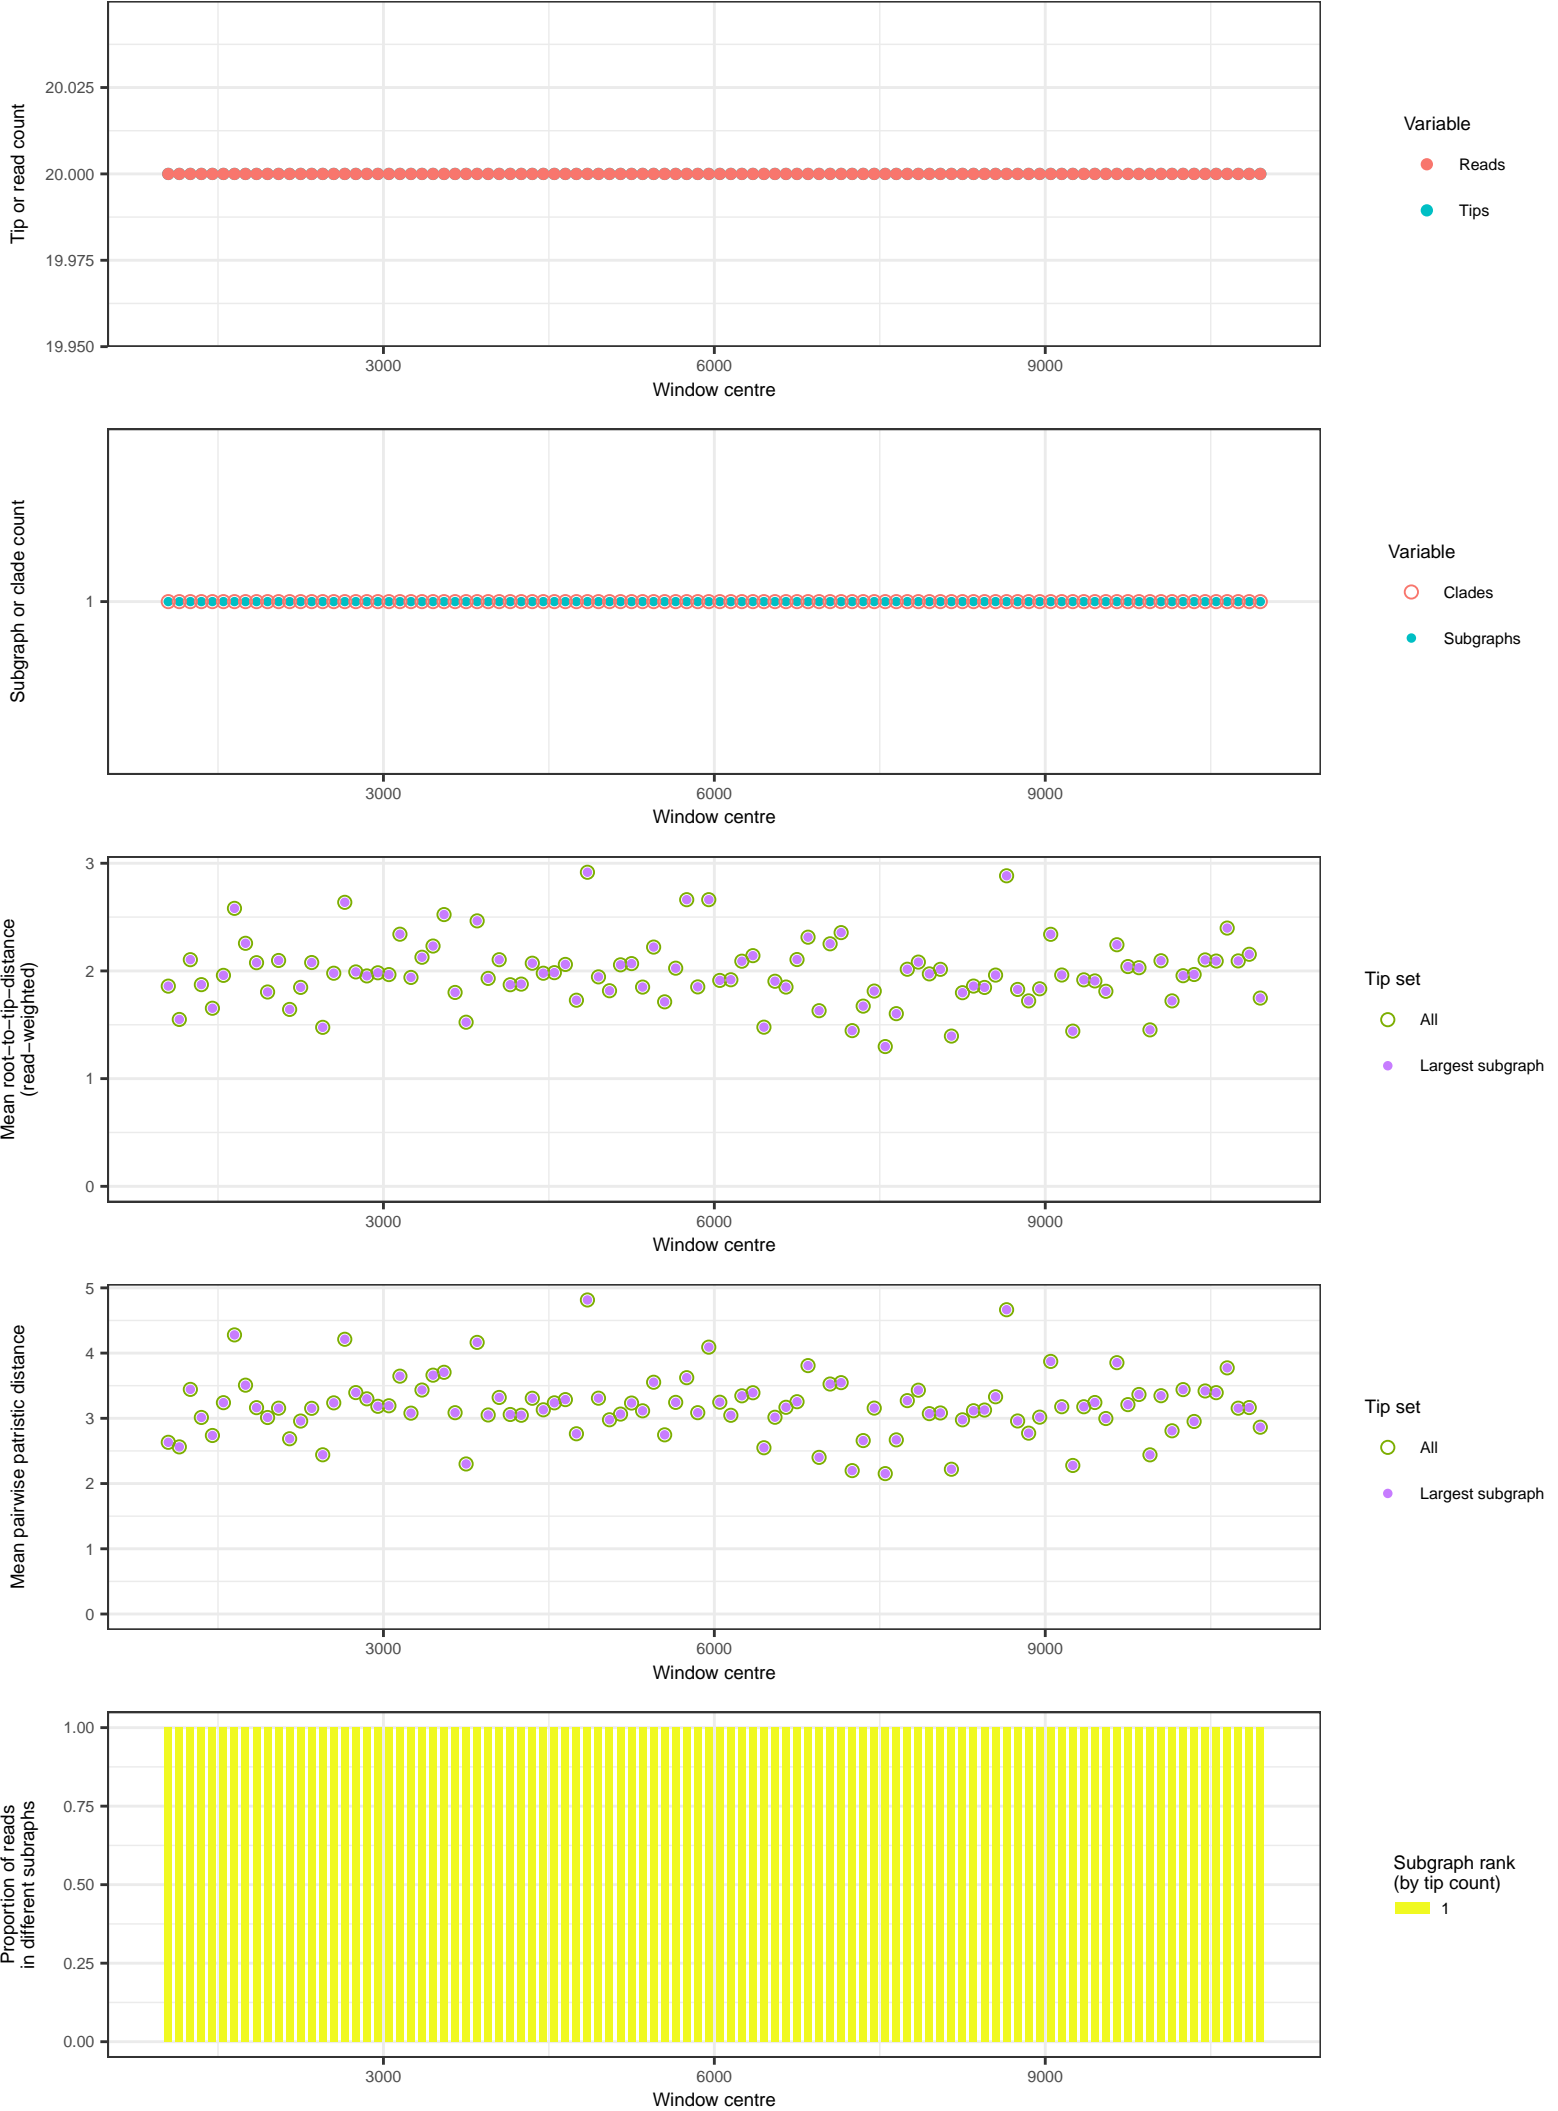 Tip or read count
20.025
20.000
19.975
19.950
3000
6000
9000
Window centre
Variable
Reads
Tips
Subgraph or clade count
1
3000
6000
9000
Window centre
Variable
Clades
Subgraphs
Mean root−to−tip−distance
(read−weighted)
3
2
1
0
3000
6000
9000
Window centre
Tip set
All
Largest subgraph
Mean pairwise patristic distance
5
4
3
2
1
0
3000
6000
9000
Window centre
Tip set
All
Largest subgraph
Proportion of reads
in different subraphs
1.00
0.75
0.50
0.25
0.00
3000
6000
9000
Window centre
Subgraph rank
(by tip count)
1